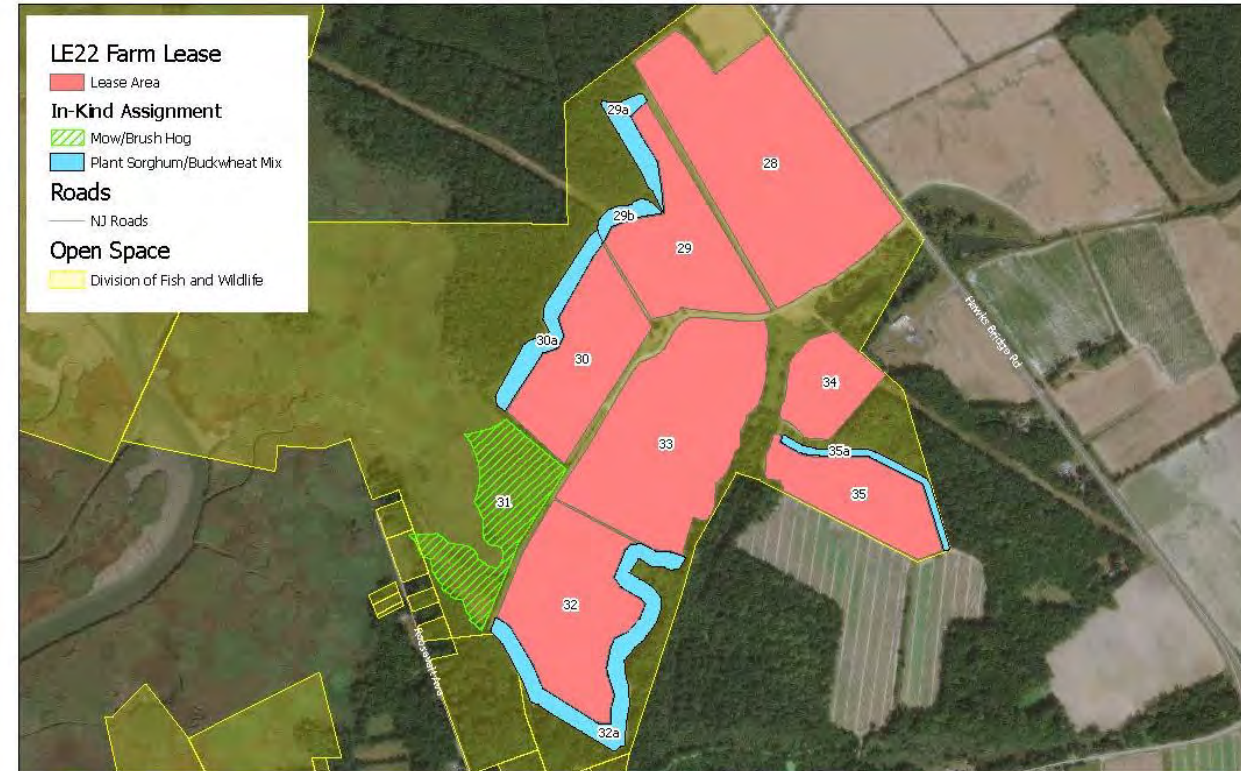 LE22 Farm Lease
Lease Area
In-Kind Assignment
Mow/Brush Hog
Plant Sorghum/Buckwheat Mix
Roads
NJ Roads
Open Space
Division of Fish and Wildlife
29a
28
29b
29
30a
30
Hawks Bridge Rd
34
33
35a
35
31
32
Roosevelt Ave
32a